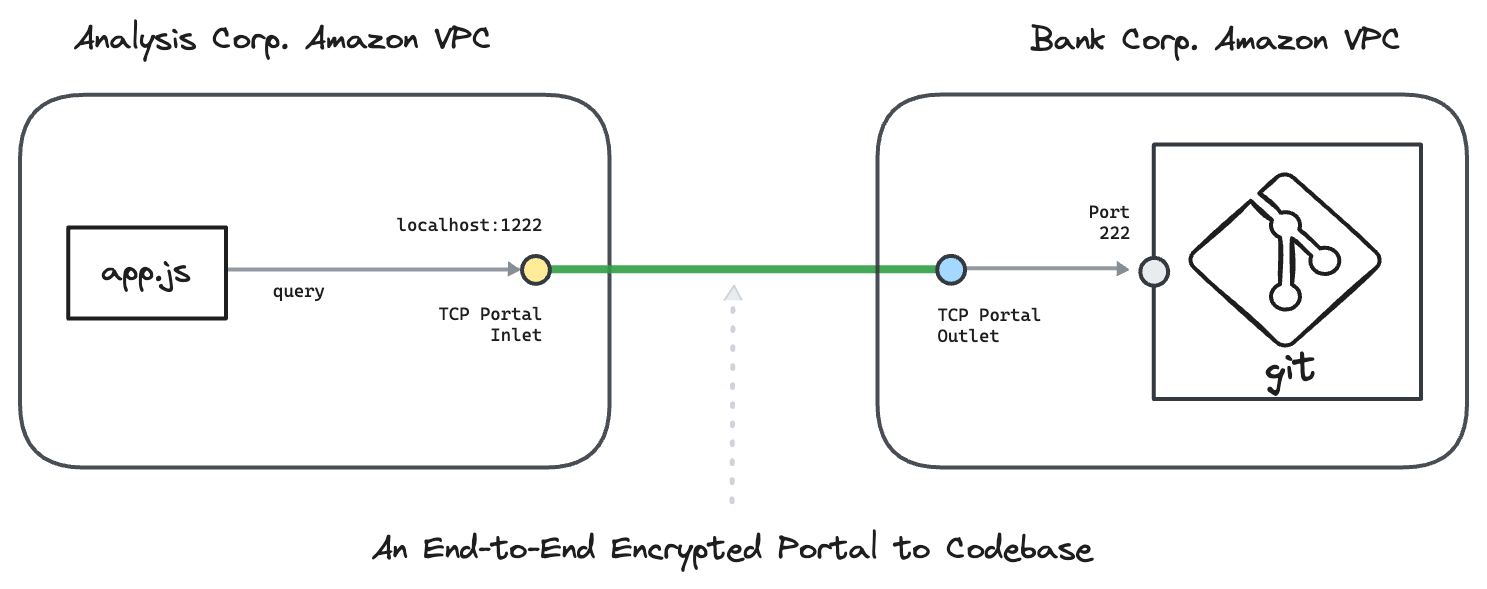 Analysis Corp. Amazon VPC
Bank Corp. Amazon VPC
localhost:1222
Port
222
app.js
query
TCP Portal
Inlet
TCP Portal
Outlet
git
An End-to-End Encrypted Portal to Codebase